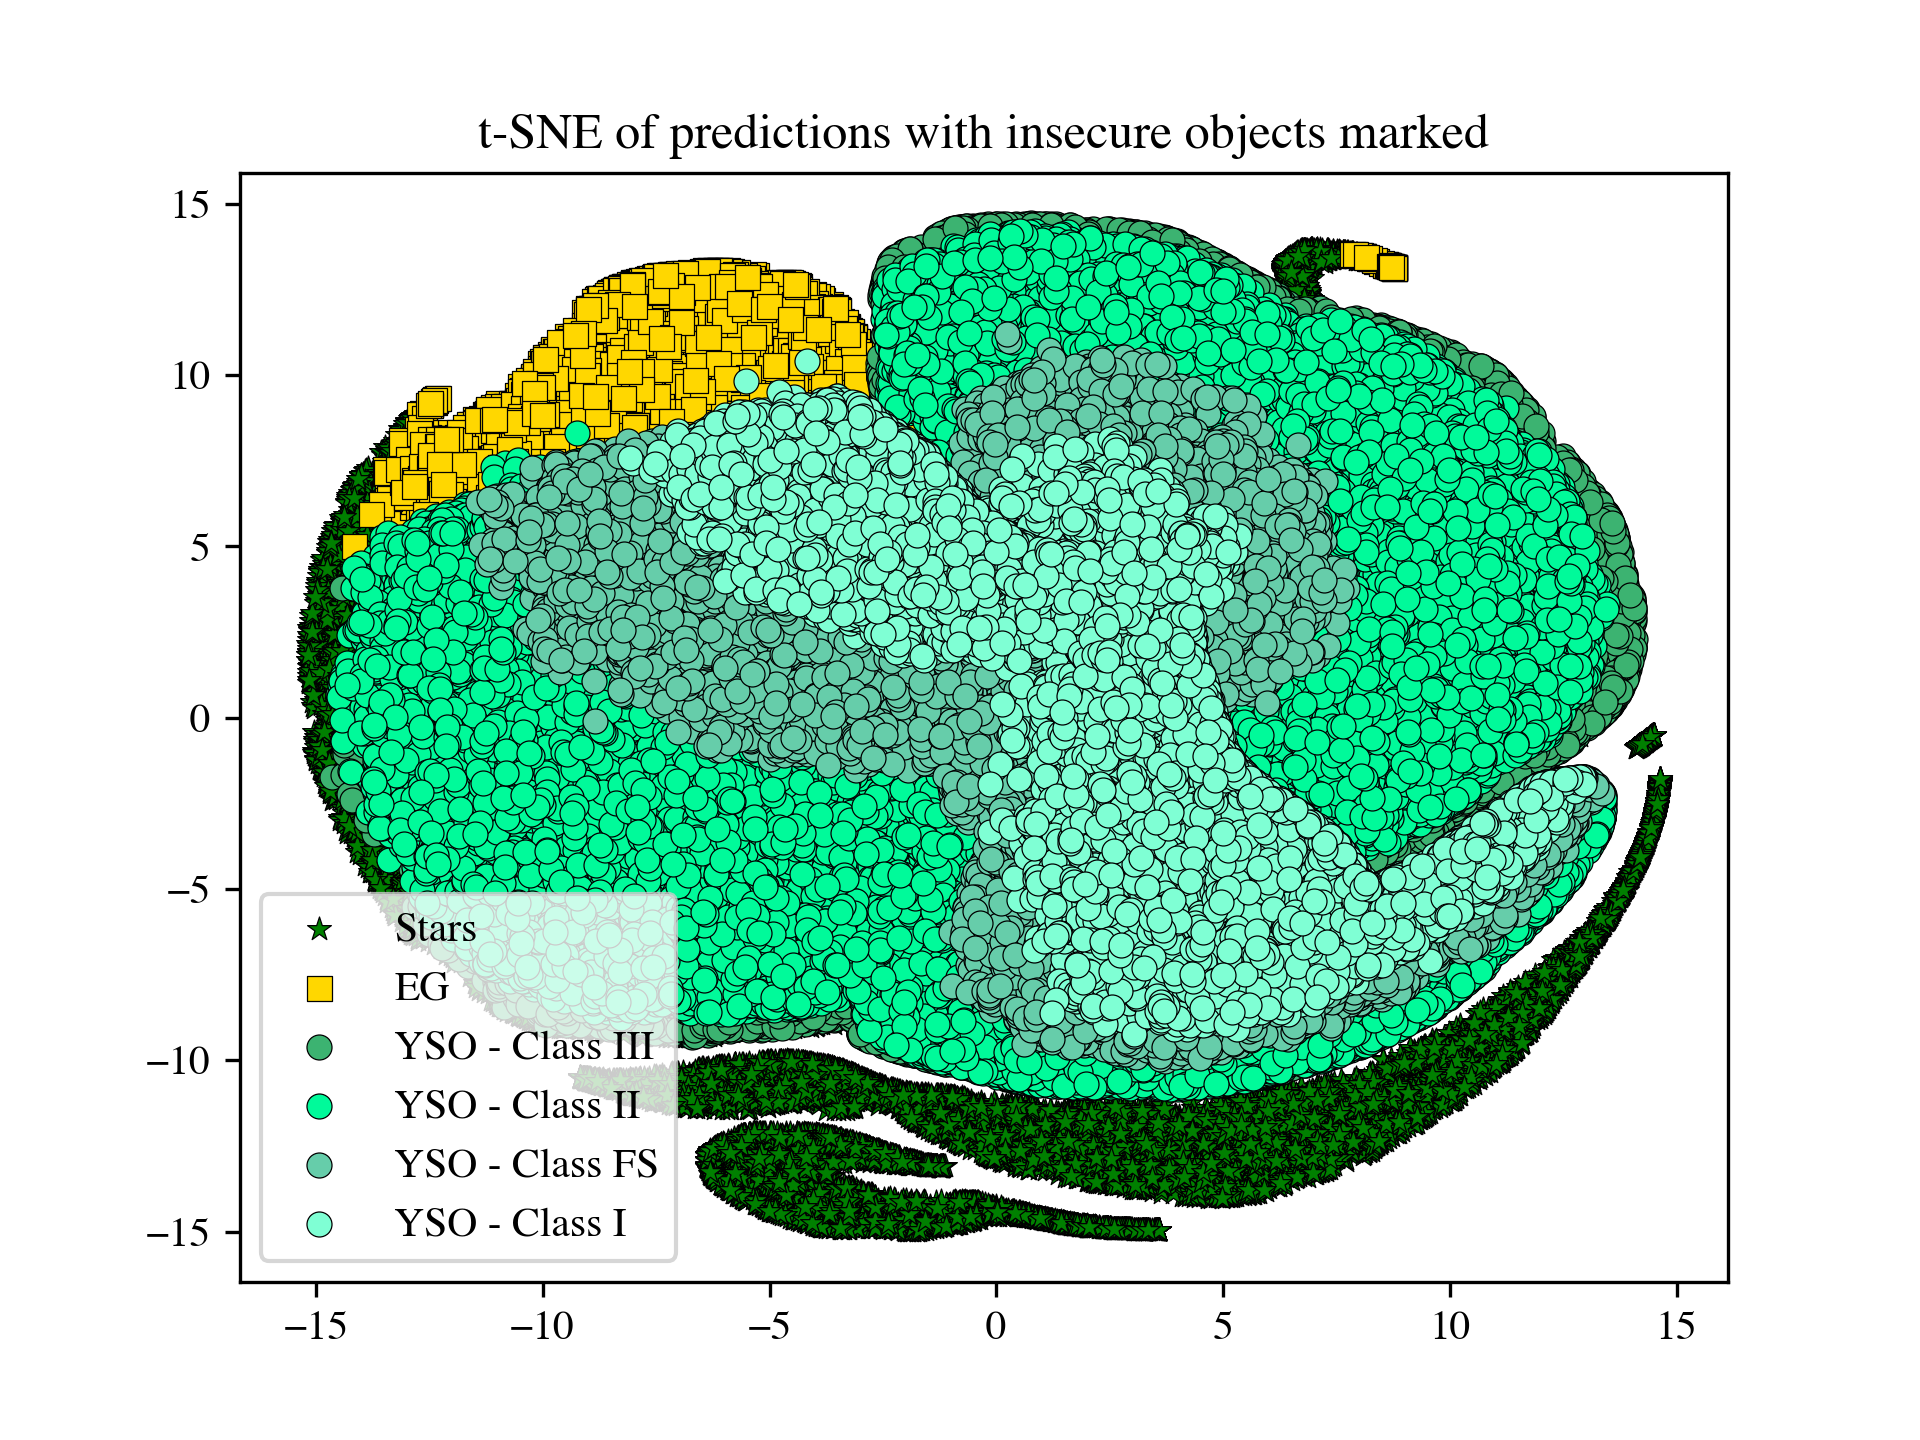 t-SNE of predictions with insecure objects marked
15
10
5
0
−5
−10
−15
Stars
EG
YSO - Class III
YSO - Class II
YSO - Class FS
YSO - Class I
−15
−10
−5
0
5
10
15